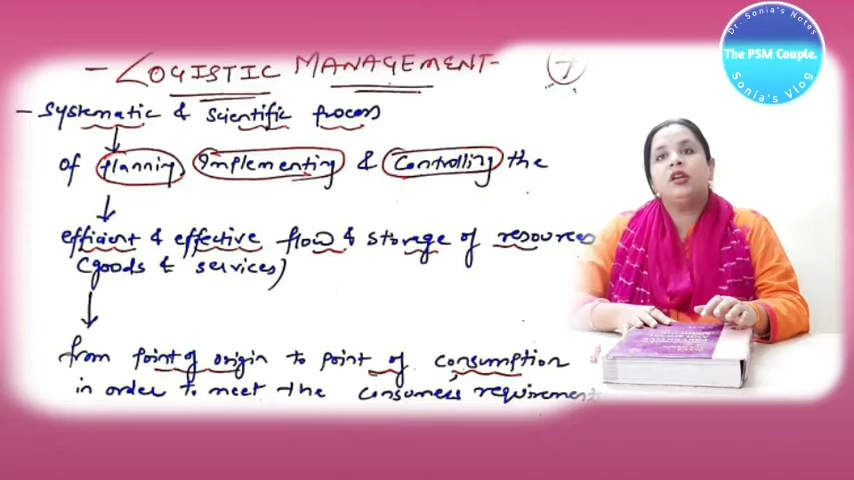 - LOGISTIC MANAGEMENT-
7
- Systematic & scientific process
of planning Implementing & Controlling the
efficient & effective flow & storage of resources
(goods & services)
from point of origin to point of consumption
in order to meet the consumer's requirement
Dr. Sonia's Notes
The PSM Couple.
Sonia's Vlog